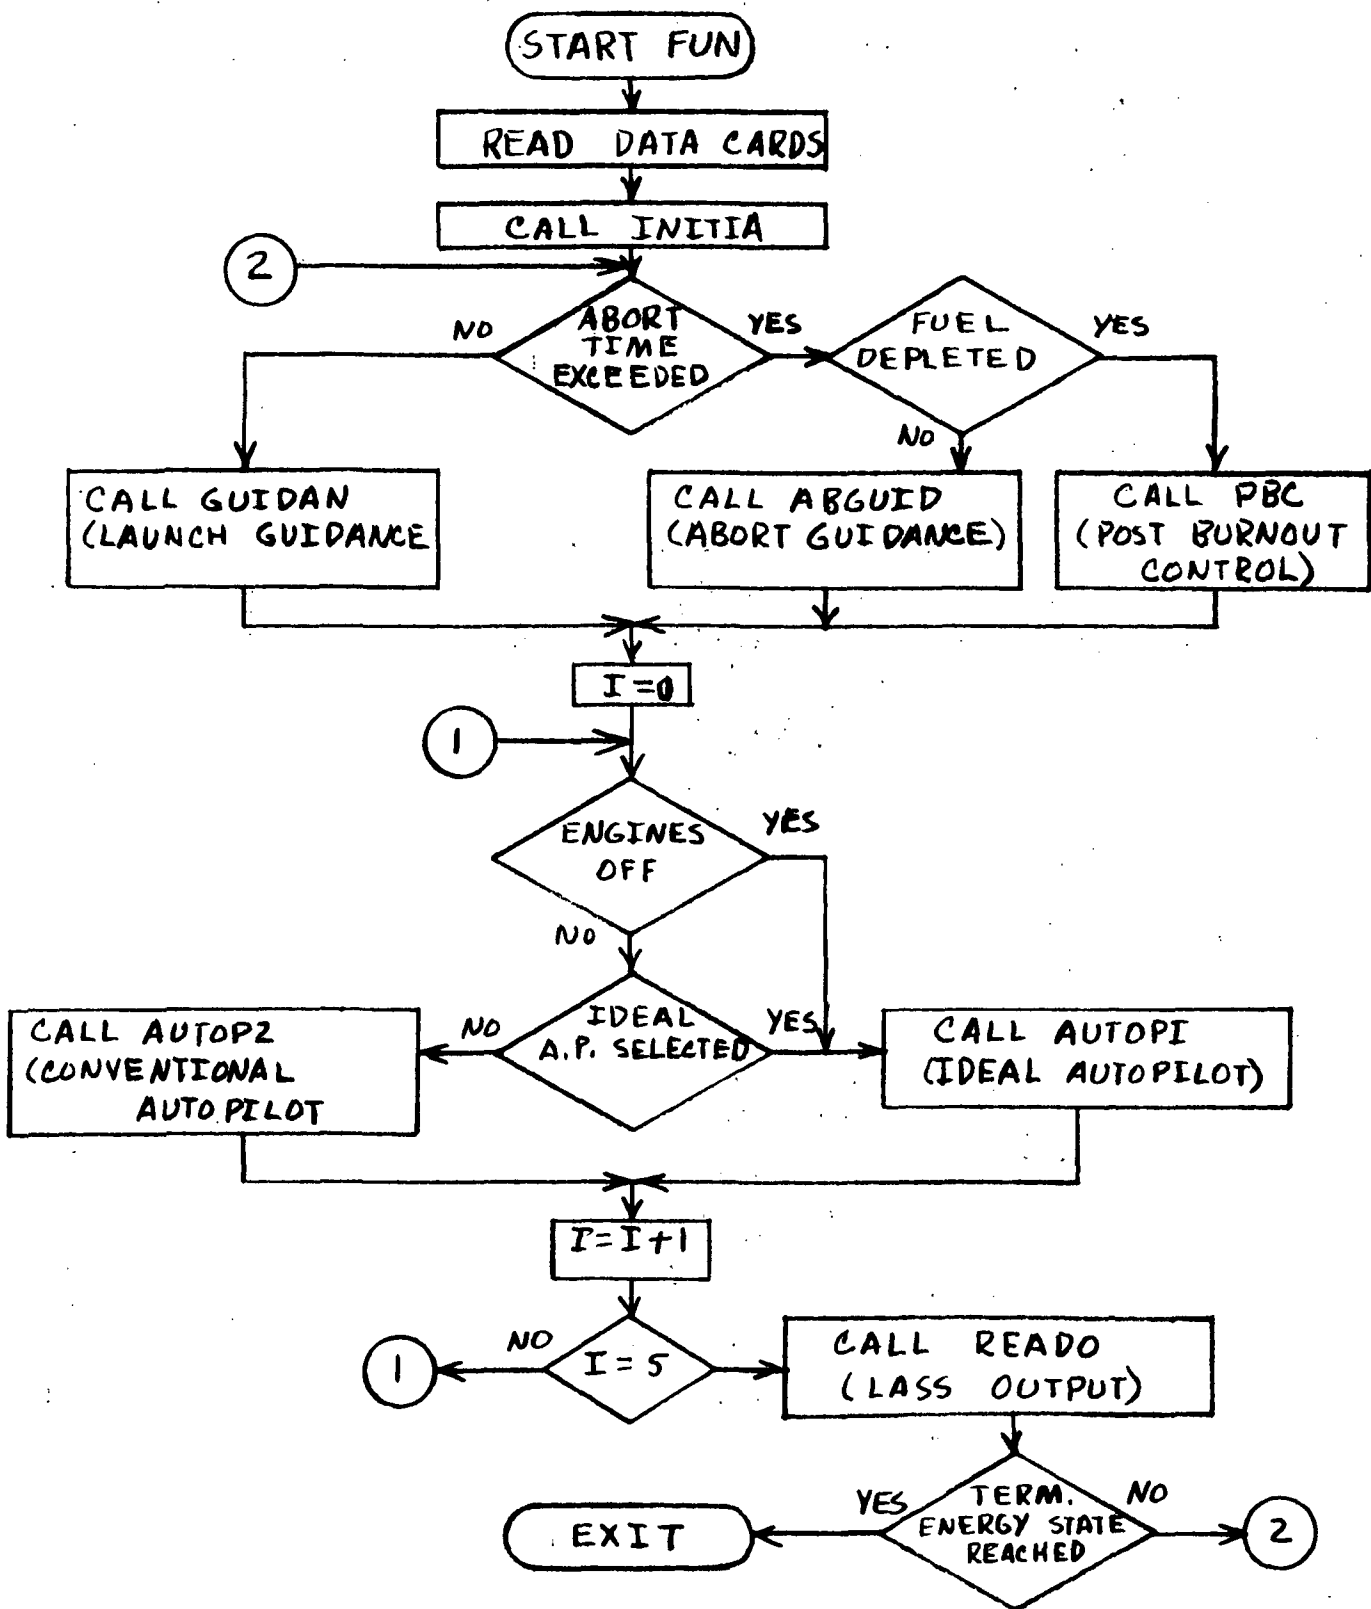 START FUN
READ DATA CARDS
CALL INITIA
2
NO
ABORT
TIME
EXCEEDED
YES
FUEL
DEPLETED
YES
NO
CALL GUIDAN
(LAUNCH GUIDANCE
CALL ABGUID
(ABORT GUIDANCE)
CALL PBC
(POST BURNOUT
CONTROL)
I=0
1
ENGINES
OFF
YES
NO
CALL AUTOP2
(CONVENTIONAL
AUTOPILOT
NO
IDEAL
A.P. SELECTED
YES
CALL AUTOPI
(IDEAL AUTOPILOT)
I=I+1
1
NO
I=5
CALL READO
(LASS OUTPUT)
YES
TERM.
ENERGY STATE
REACHED
NO
EXIT
2